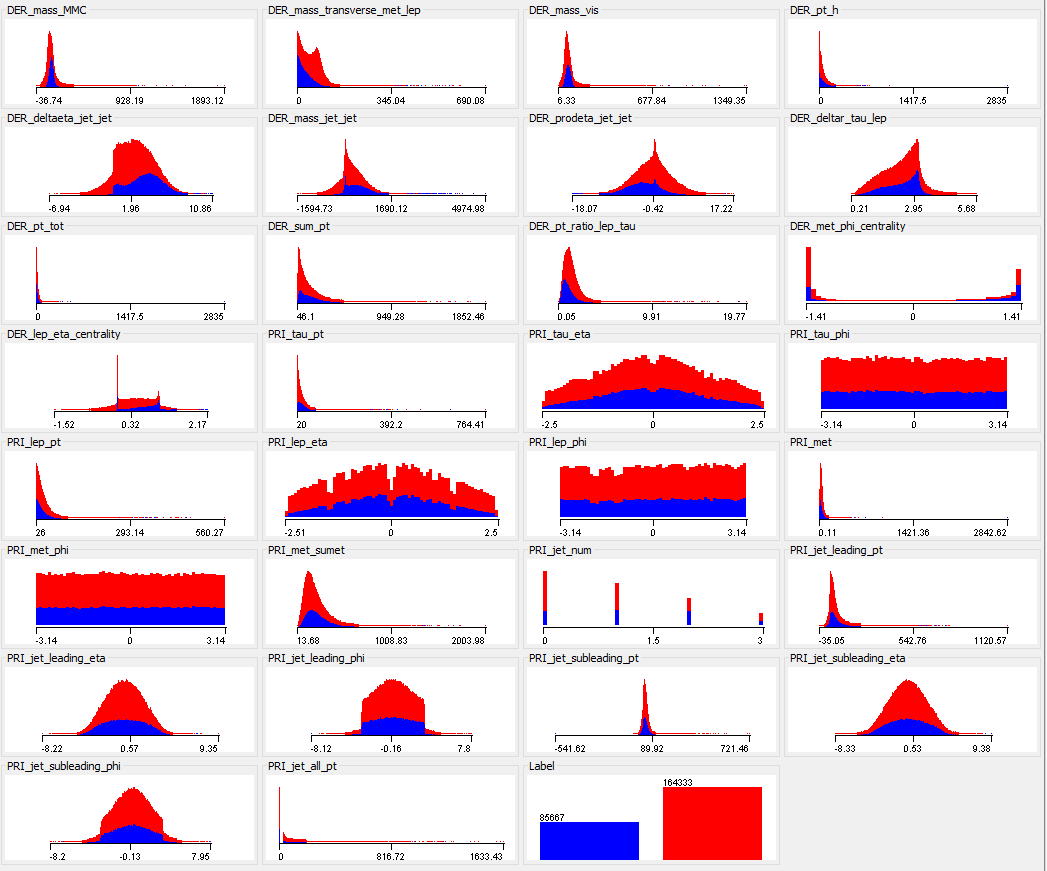 DER_mass_MMC
-36.74 928.19 1893.12
DER_mass_transverse_met_lep
0 345.04 690.08
DER_mass_vis
6.33 677.84 1349.35
DER_pt_h
0 1417.5 2835
DER_deltaeta_jet_jet
-6.94 1.96 10.86
DER_mass_jet_jet
-1594.73 1690.12 4974.98
DER_prodeta_jet_jet
-18.07 -0.42 17.22
DER_deltar_tau_lep
0.21 2.95 5.68
DER_pt_tot
0 1417.5 2835
DER_sum_pt
46.1 949.28 1852.46
DER_pt_ratio_lep_tau
0.05 9.91 19.77
DER_met_phi_centrality
-1.41 0 1.41
DER_lep_eta_centrality
-1.52 0.32 2.17
PRI_tau_pt
20 392.2 764.41
PRI_tau_eta
-2.5 0 2.5
PRI_tau_phi
-3.14 0 3.14
PRI_lep_pt
26 293.14 560.27
PRI_lep_eta
-2.51 0 2.5
PRI_lep_phi
-3.14 0 3.14
PRI_met
0.11 1421.36 2842.62
PRI_met_phi
-3.14 0 3.14
PRI_met_sumet
13.68 1008.83 2003.98
PRI_jet_num
0 1.5 3
PRI_jet_leading_pt
-35.05 542.76 1120.57
PRI_jet_leading_eta
-8.22 0.57 9.35
PRI_jet_leading_phi
-8.12 -0.16 7.8
PRI_jet_subleading_pt
-541.62 89.92 721.46
PRI_jet_subleading_eta
-8.33 0.53 9.38
PRI_jet_subleading_phi
-8.2 -0.13 7.95
PRI_jet_all_pt
0 816.72 1633.43
Label
164333
85667